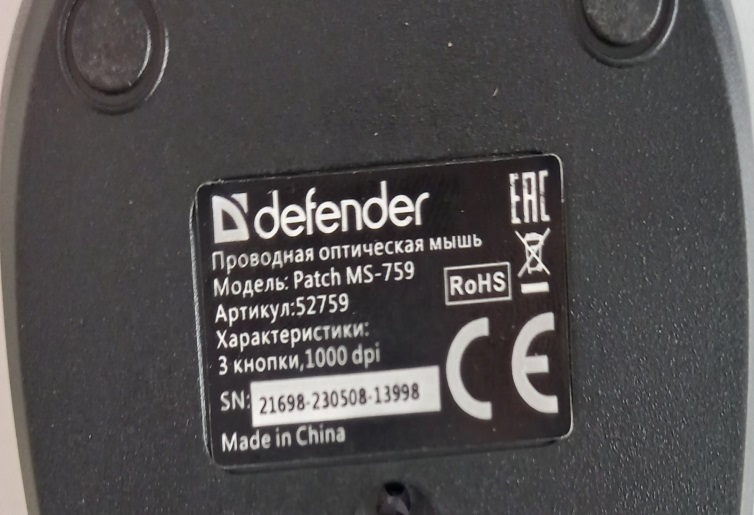 defender
EAC
Проводная оптическая мышь
Модель: Patch MS-759
Артикул:52759
RoHS
Характеристики:
3 кнопки,1000 dpi
CE
SN: 21698-230508-13998
Made in China